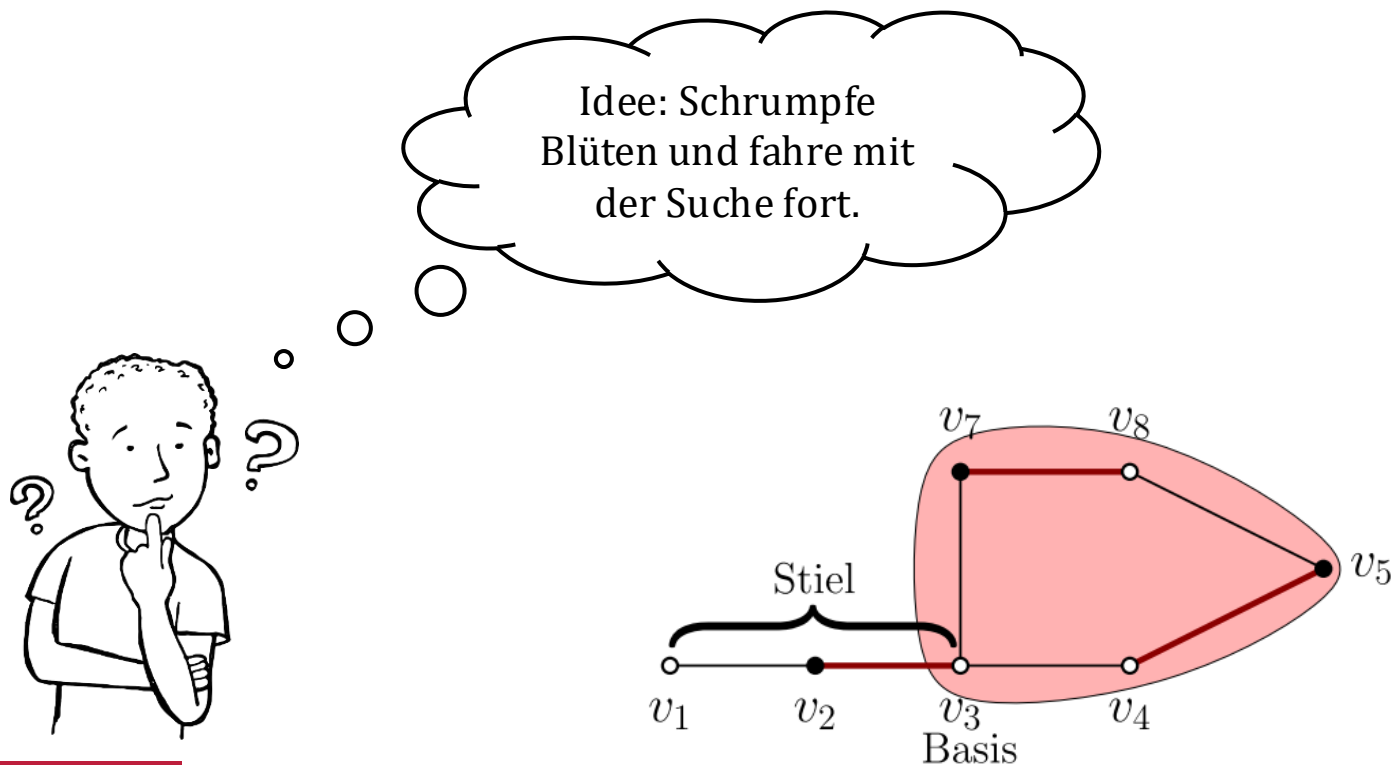 Idee: Schrumpfe
Blüten und fahre mit
der Suche fort.
?
?
v₇
v₈
v₅
Stiel
v₁
v₂
v₃
v₄
Basis